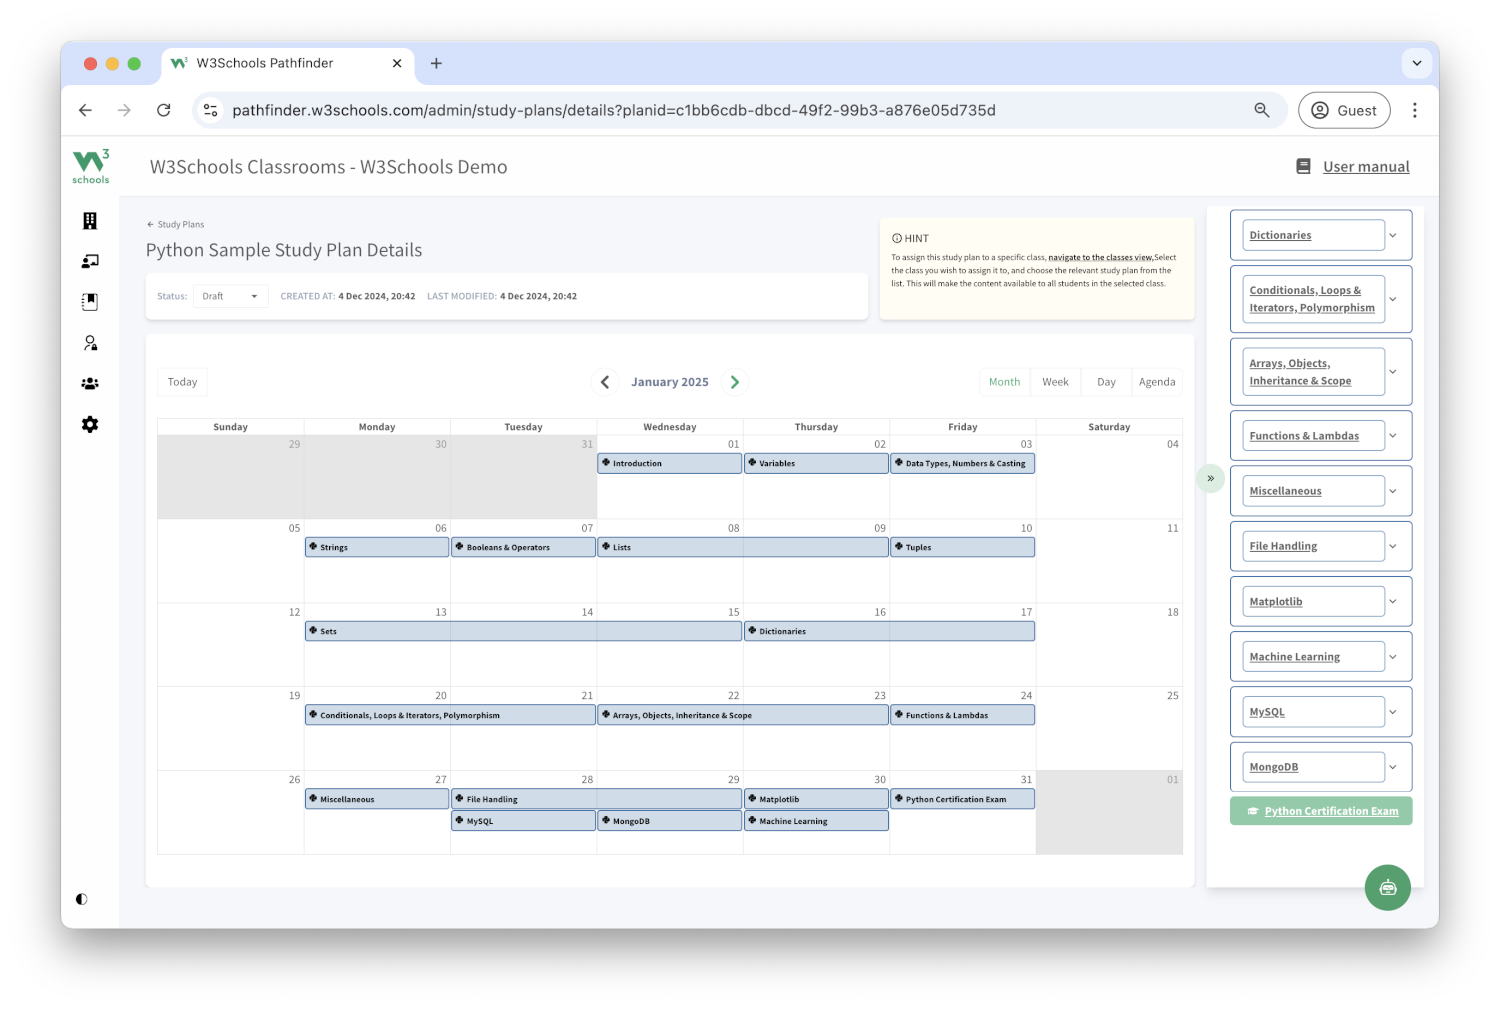 W3Schools Pathfinder
pathfinder.w3schools.com/admin/study-plans/details?planid=c1bb6cdb-dbcd-49f2-99b3-a876e05d735d
Guest
W3 schools
W3Schools Classrooms - W3Schools Demo
User manual
Study Plans
Python Sample Study Plan Details
Status:
Draft
CREATED AT: 4 Dec 2024, 20:42
LAST MODIFIED: 4 Dec 2024, 20:42
HINT
To assign this study plan to a specific class, navigate to the classes view,Select
the class you wish to assign it to, and choose the relevant study plan from the
list. This will make the content available to all students in the selected class.
Today
January 2025
Month
Week
Day
Agenda
Sunday
Monday
Tuesday
Wednesday
Thursday
Friday
Saturday
29
30
31
01
02
03
04
Introduction
Variables
Data Types, Numbers & Casting
05
06
07
08
09
10
11
Strings
Booleans & Operators
Lists
Tuples
12
13
14
15
16
17
18
Sets
Dictionaries
19
20
21
22
23
24
25
Conditionals, Loops & Iterators, Polymorphism
Arrays, Objects, Inheritance & Scope
Functions & Lambdas
26
27
28
29
30
31
01
Miscellaneous
File Handling
Matplotlib
Python Certification Exam
MySQL
MongoDB
Machine Learning
Dictionaries
Conditionals, Loops &
Iterators, Polymorphism
Arrays, Objects,
Inheritance & Scope
Functions & Lambdas
Miscellaneous
File Handling
Matplotlib
Machine Learning
MySQL
MongoDB
Python Certification Exam